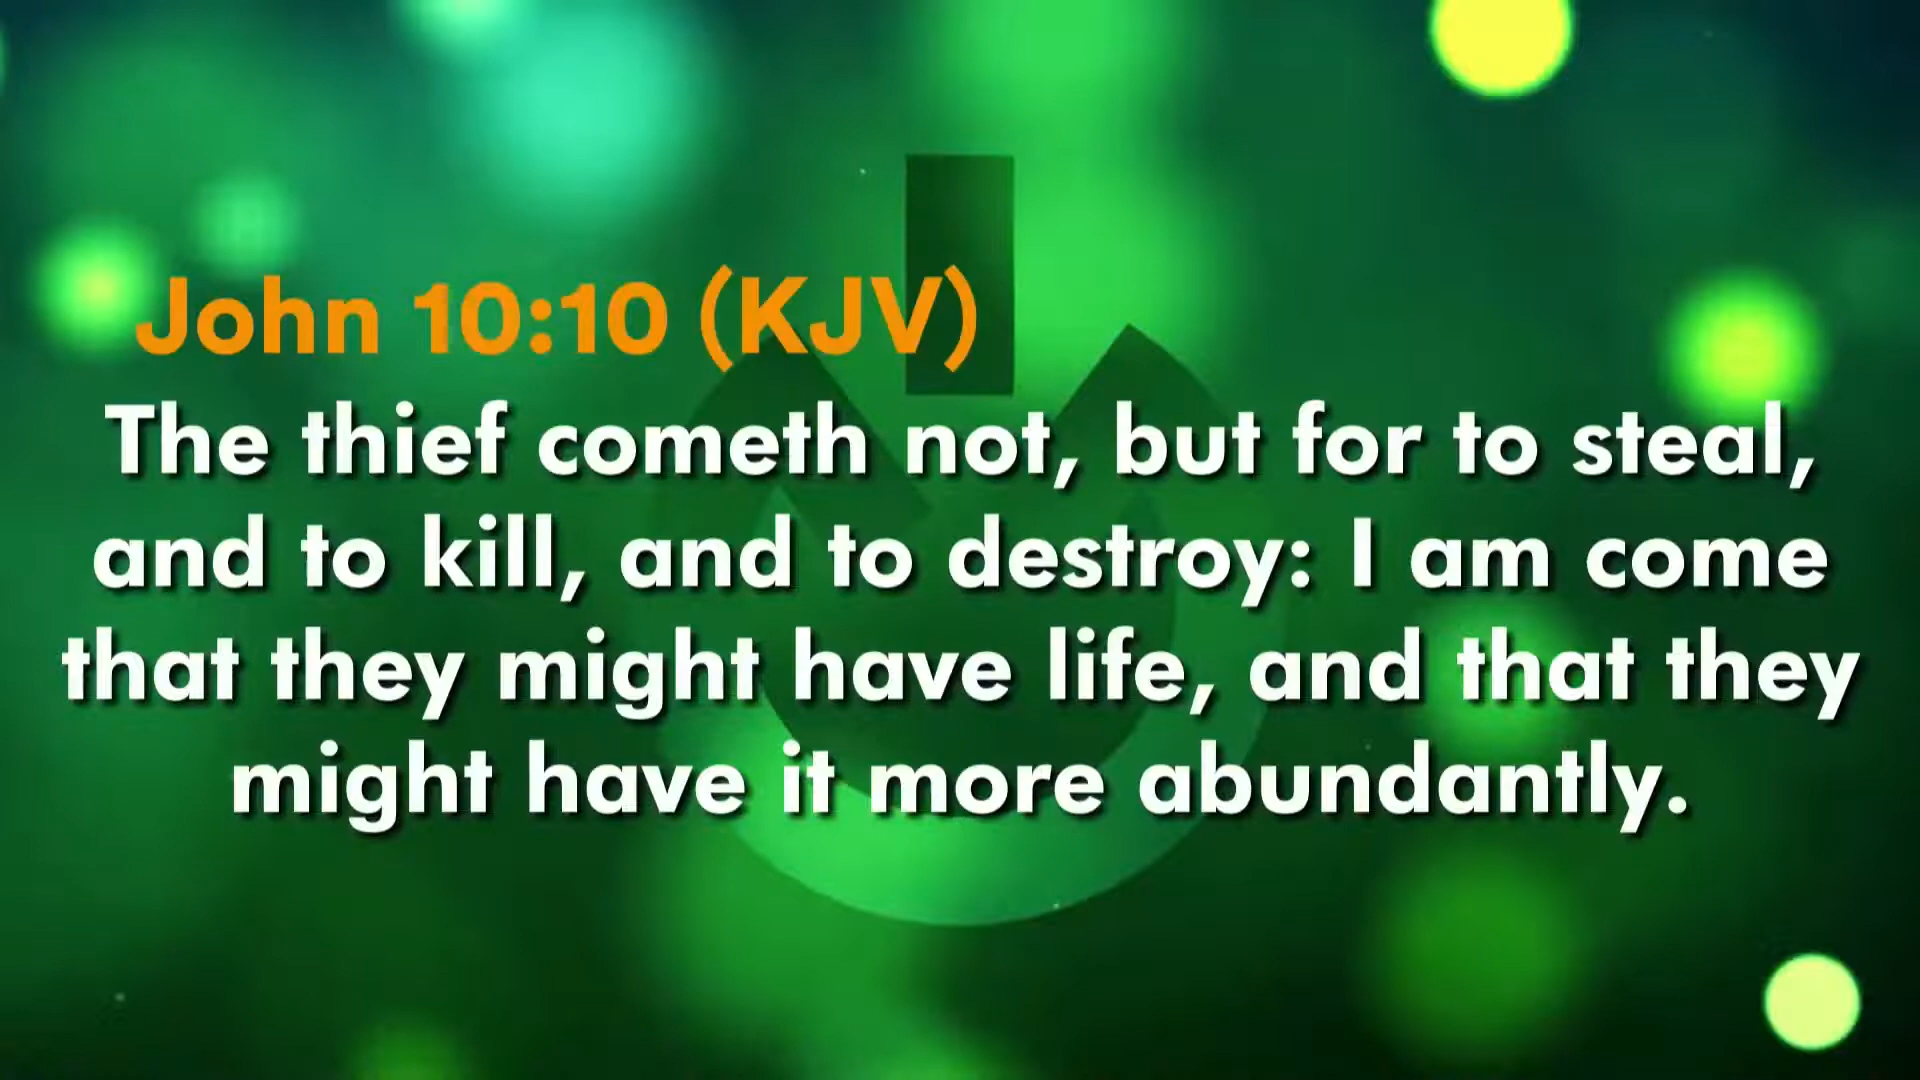 John 10:10 (KJV)
The thief cometh not, but for to steal,
and to kill, and to destroy: I am come
that they might have life, and that they
might have it more abundantly.